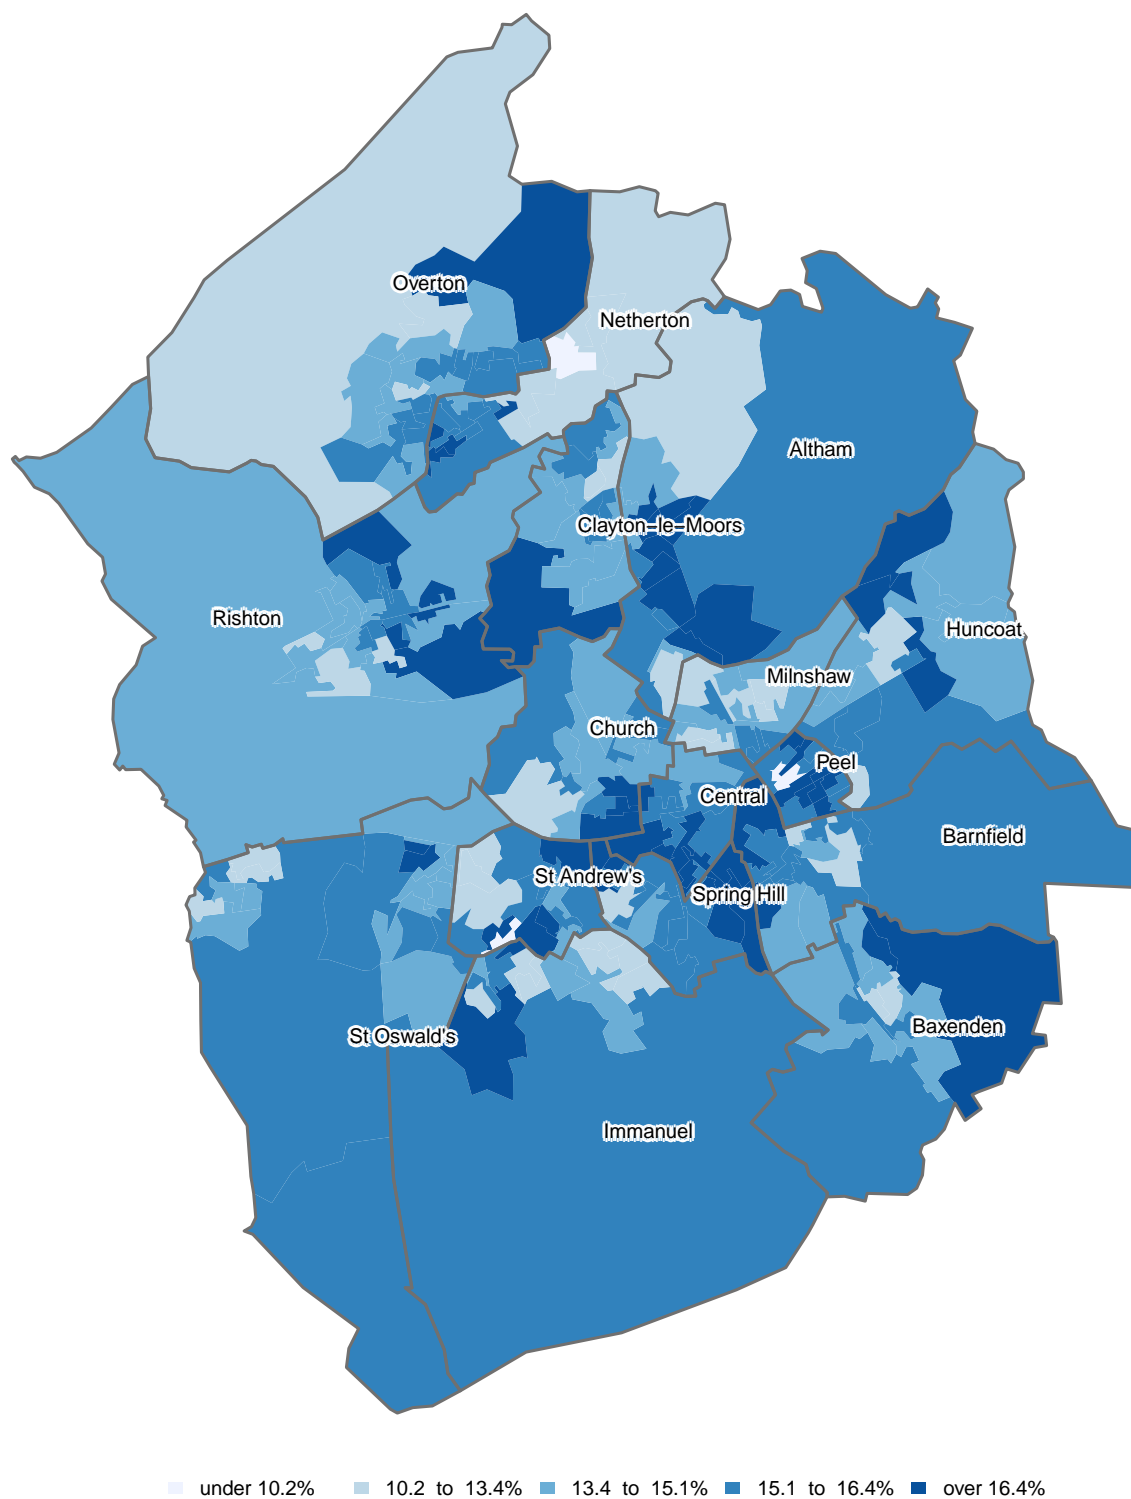 Overton
Netherton
Altham
Clayton–le–Moors
Rishton
Huncoat
Milnshaw
Church
Peel
Central
Barnfield
St Andrew's
Spring Hill
Baxenden
St Oswald's
Immanuel
under 10.2% 10.2 to 13.4% 13.4 to 15.1% 15.1 to 16.4% over 16.4%